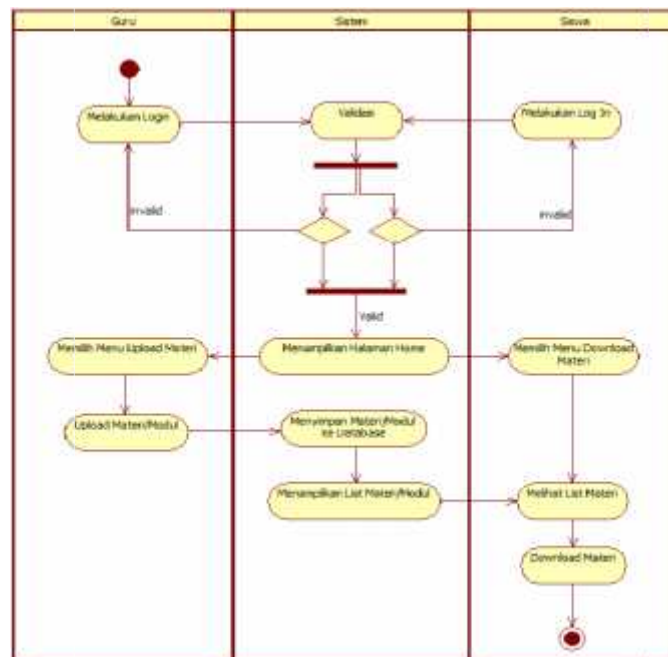 Guru
Sistem
Siswa
Melakukan Login
Validasi
Melakukan Log In
invalid
invalid
Valid
Memilih Menu Upload Materi
Menampilkan Halaman Home
Memilih Menu Download
Materi
Upload Materi/Modul
Menyimpan Materi/Modul
ke Database
Menampilkan List Materi/Modul
Melihat List Materi
Download Materi